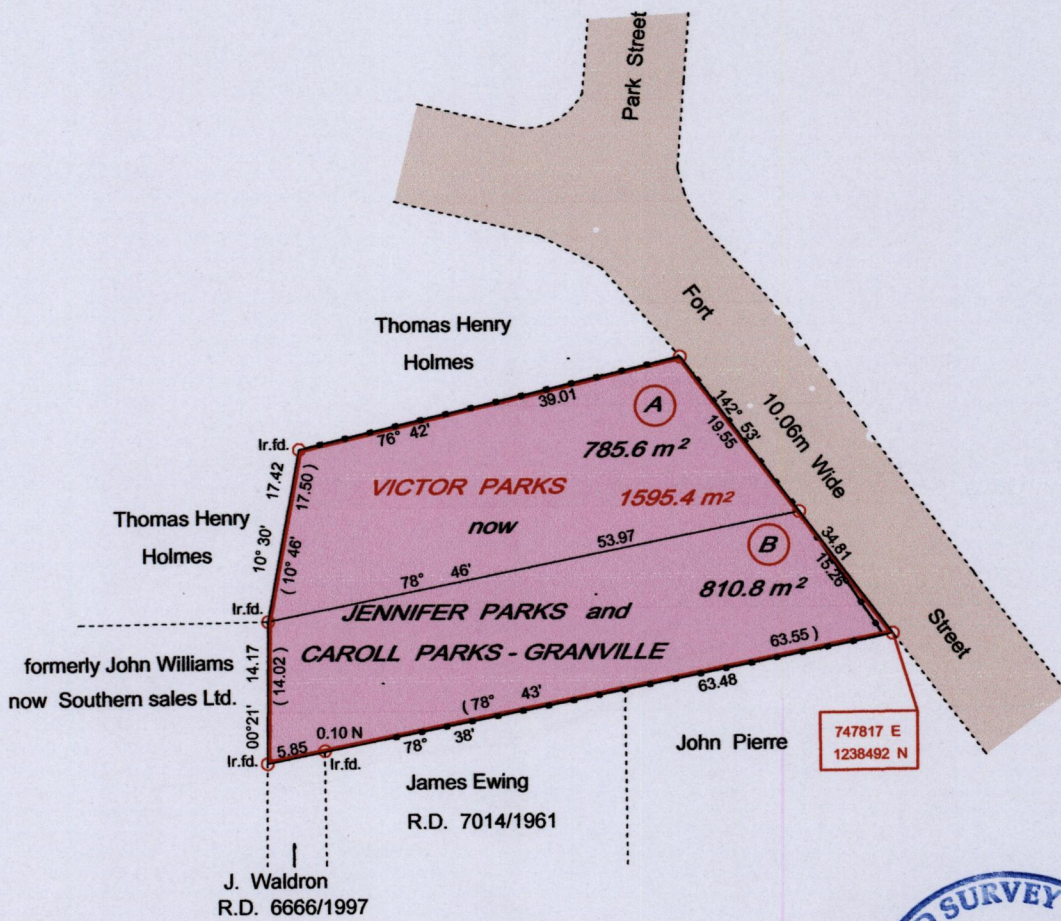 Park Street
Fort
10.06m Wide
Street
Thomas Henry
Holmes
39.01
76° 42'
A
142° 53'
19.55
785.6 m²
Ir.fd.
17.42
17.50 )
10° 30'
( 10° 46'
VICTOR PARKS
1595.4 m²
now
Thomas Henry
Holmes
53.97
78° 46'
B
34.81
15.26
810.8 m²
Ir.fd.
JENNIFER PARKS and
CAROLL PARKS - GRANVILLE
formerly John Williams
now Southern sales Ltd.
14.17
( 14.02 )
00°21'
63.55 )
63.48
( 78° 43'
78° 38'
5.85
0.10 N
Ir.fd.
Ir.fd.
John Pierre
747817 E
1238492 N
James Ewing
R.D. 7014/1961
J. Waldron
R.D. 6666/1997
SURVEY